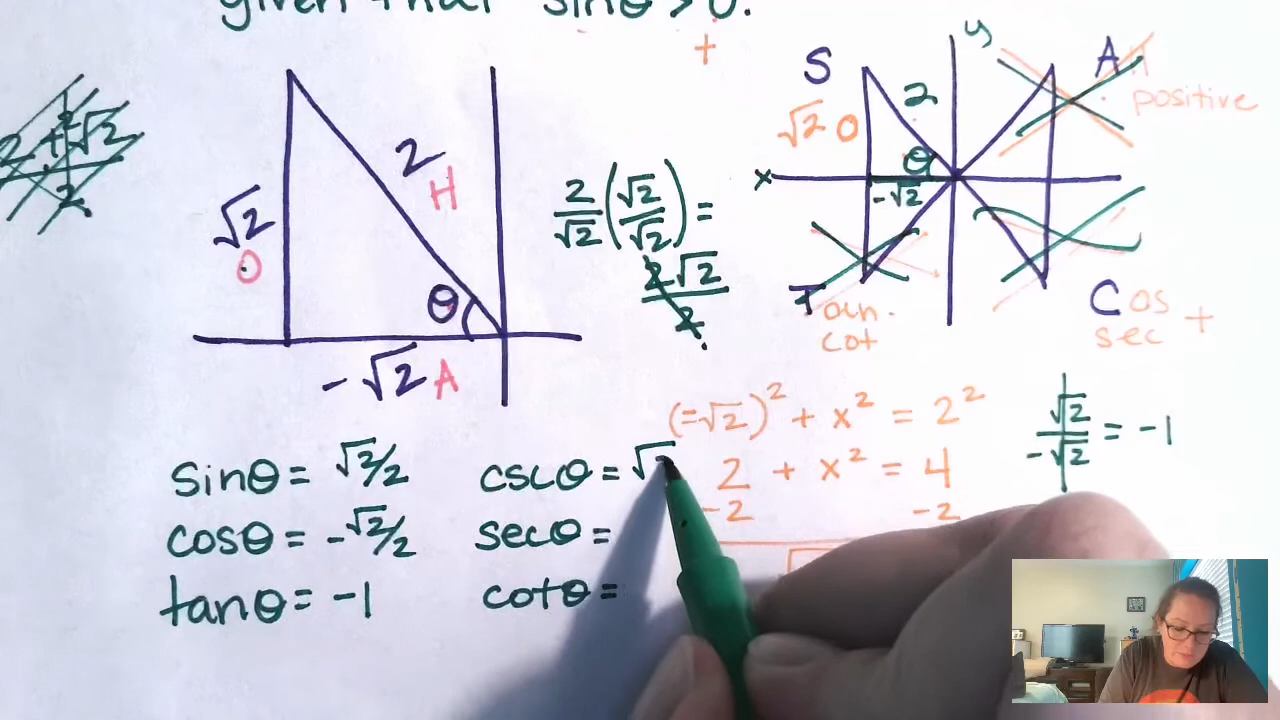 given that sinθ > 0.
+
√2
O
2
H
θ
-√2 A
2/√2 (√2/√2) =
2√2/2
S
A
y
x
positive
√2 O
2
θ
-√2
Tan
cot
Cos
sec +
(-√2)² + x² = 2²
2 + x² = 4
-2 -2
√2/-√2 = -1
sinθ = √2/2
cscθ = √2
cosθ = -√2/2
secθ =
tanθ = -1
cotθ =